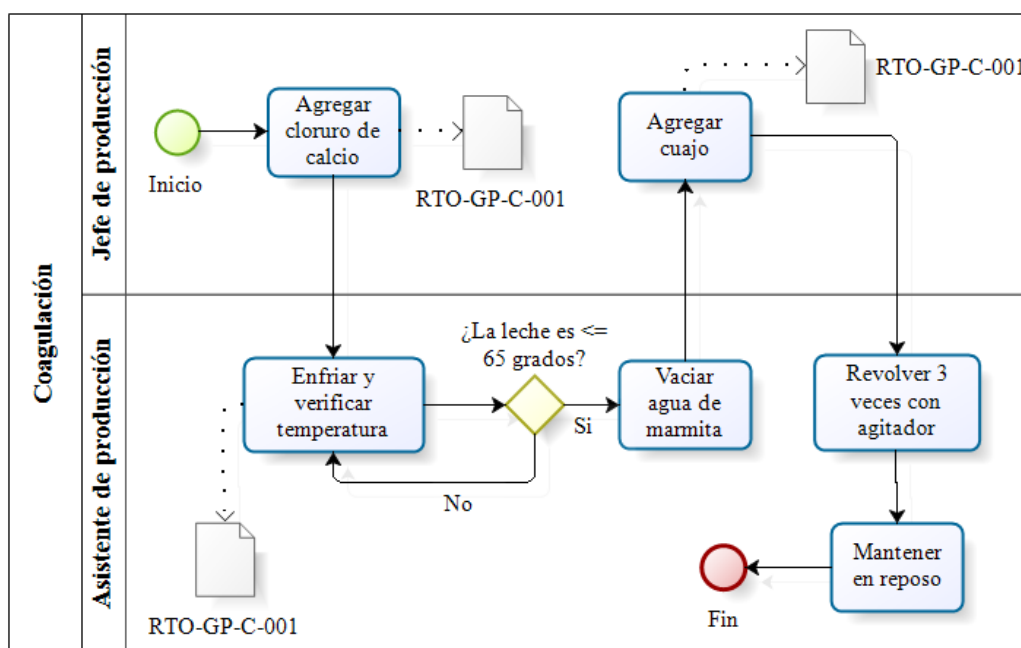 Coagulación
Jefe de producción
Inicio
Agregar
cloruro de
calcio
RTO-GP-C-001
Agregar
cuajo
RTO-GP-C-001
Asistente de producción
Enfriar y
verificar
temperatura
RTO-GP-C-001
¿La leche es <=
65 grados?
Si
No
Vaciar
agua de
marmita
Revolver 3
veces con
agitador
Mantener
en reposo
Fin